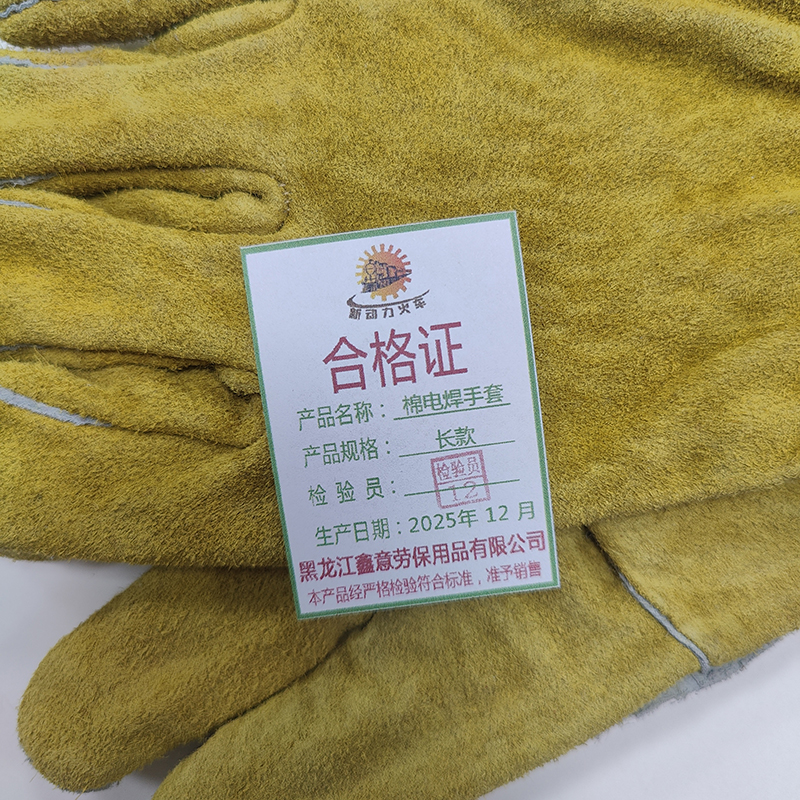 新动力火车
合格证
产品名称：棉电焊手套
产品规格：长款
检验员：检验员
12
生产日期：2025年 12 月
黑龙江鑫意劳保用品有限公司
本产品经严格检验符合标准，准予销售